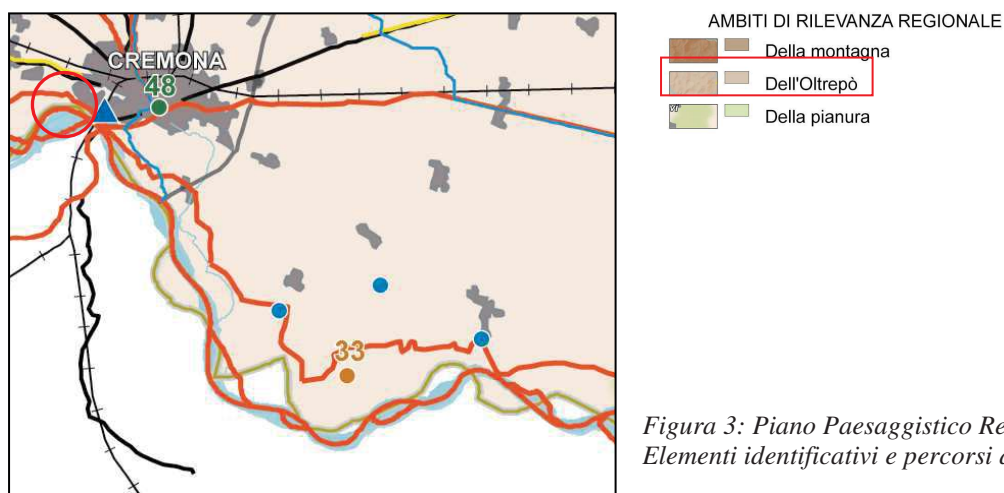 CREMONA
48
33
AMBITI DI RILEVANZA REGIONALE
Della montagna
Dell'Oltrepò
Della pianura
Figura 3: Piano Paesaggistico Re
Elementi identificativi e percorsi